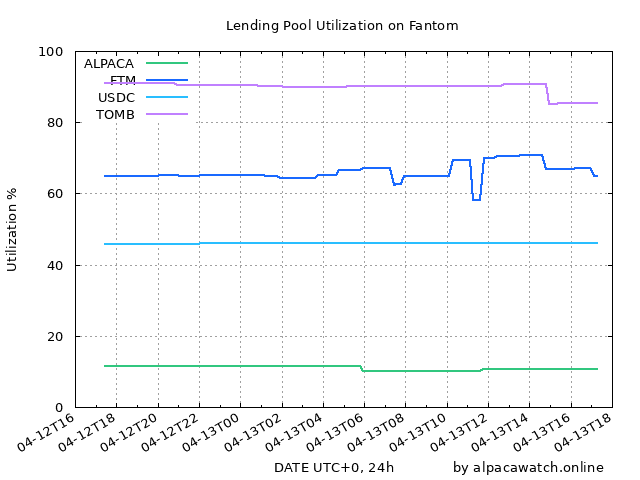 Lending Pool Utilization on Fantom
100
80
60
40
20
0
Utilization %
ALPACA
FTM
USDC
TOMB
04-12T16
04-12T18
04-12T20
04-12T22
04-13T00
04-13T02
04-13T04
04-13T06
04-13T08
04-13T10
04-13T12
04-13T14
04-13T16
04-13T18
DATE UTC+0, 24h
by alpacawatch.online